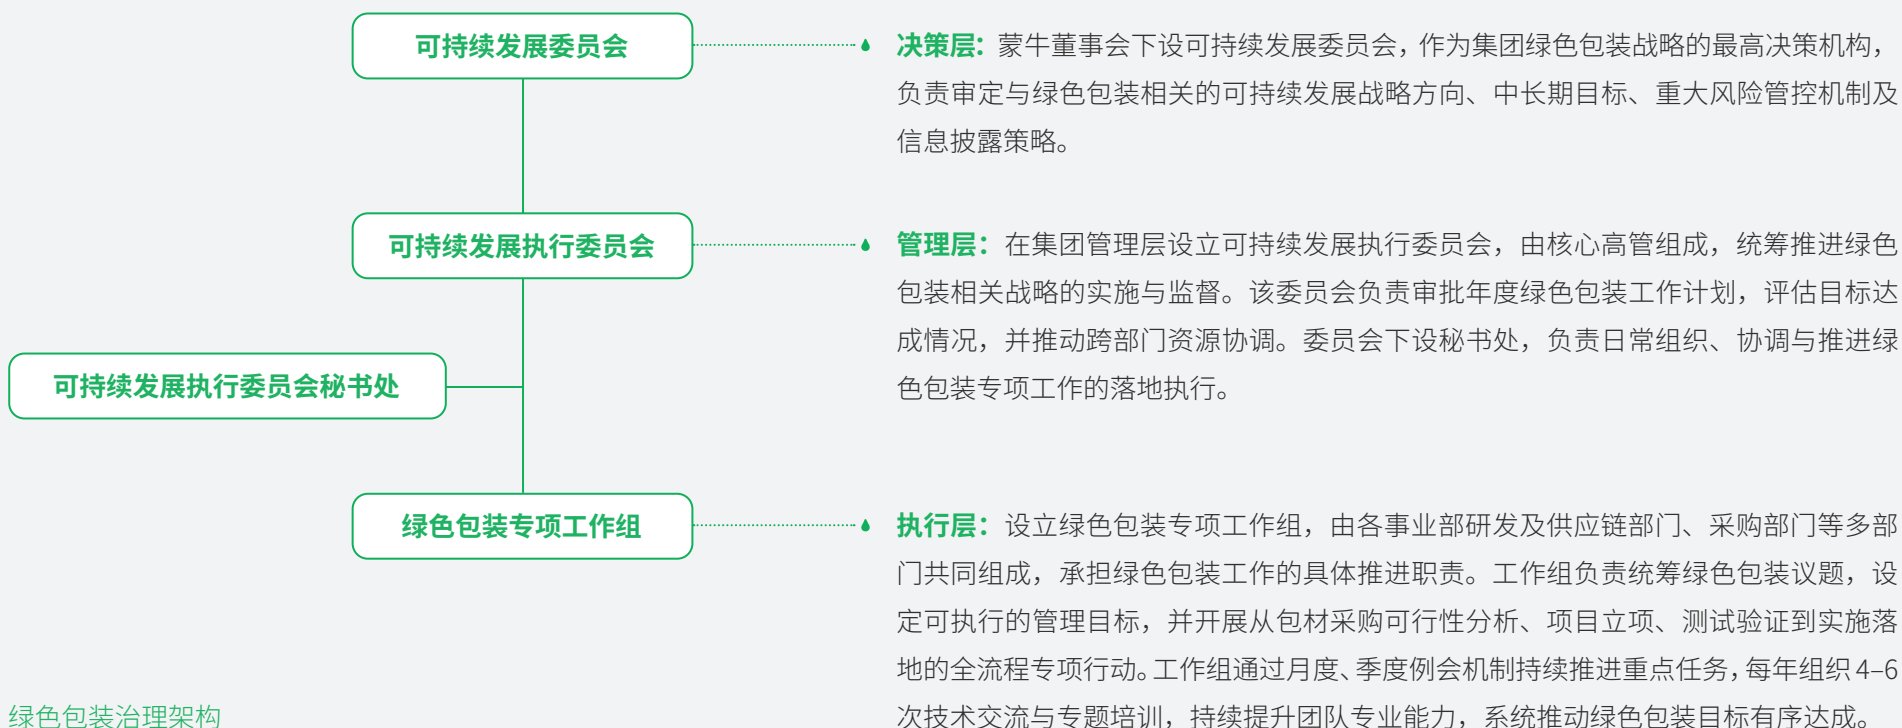 可持续发展委员会
决策层：蒙牛董事会下设可持续发展委员会，作为集团绿色包装战略的最高决策机构，
负责审定与绿色包装相关的可持续发展战略方向、中长期目标、重大风险管控机制及
信息披露策略。
可持续发展执行委员会
管理层：在集团管理层设立可持续发展执行委员会，由核心高管组成，统筹推进绿色
包装相关战略的实施与监督。该委员会负责审批年度绿色包装工作计划，评估目标达
成情况，并推动跨部门资源协调。委员会下设秘书处，负责日常组织、协调与推进绿
色包装专项工作的落地执行。
可持续发展执行委员会秘书处
绿色包装专项工作组
执行层：设立绿色包装专项工作组，由各事业部研发及供应链部门、采购部门等多部
门共同组成，承担绿色包装工作的具体推进职责。工作组负责统筹绿色包装议题，设
定可执行的管理目标，并开展从包材采购可行性分析、项目立项、测试验证到实施落
地的全流程专项行动。工作组通过月度、季度例会机制持续推进重点任务，每年组织 4–6
次技术交流与专题培训，持续提升团队专业能力，系统推动绿色包装目标有序达成。
绿色包装治理架构